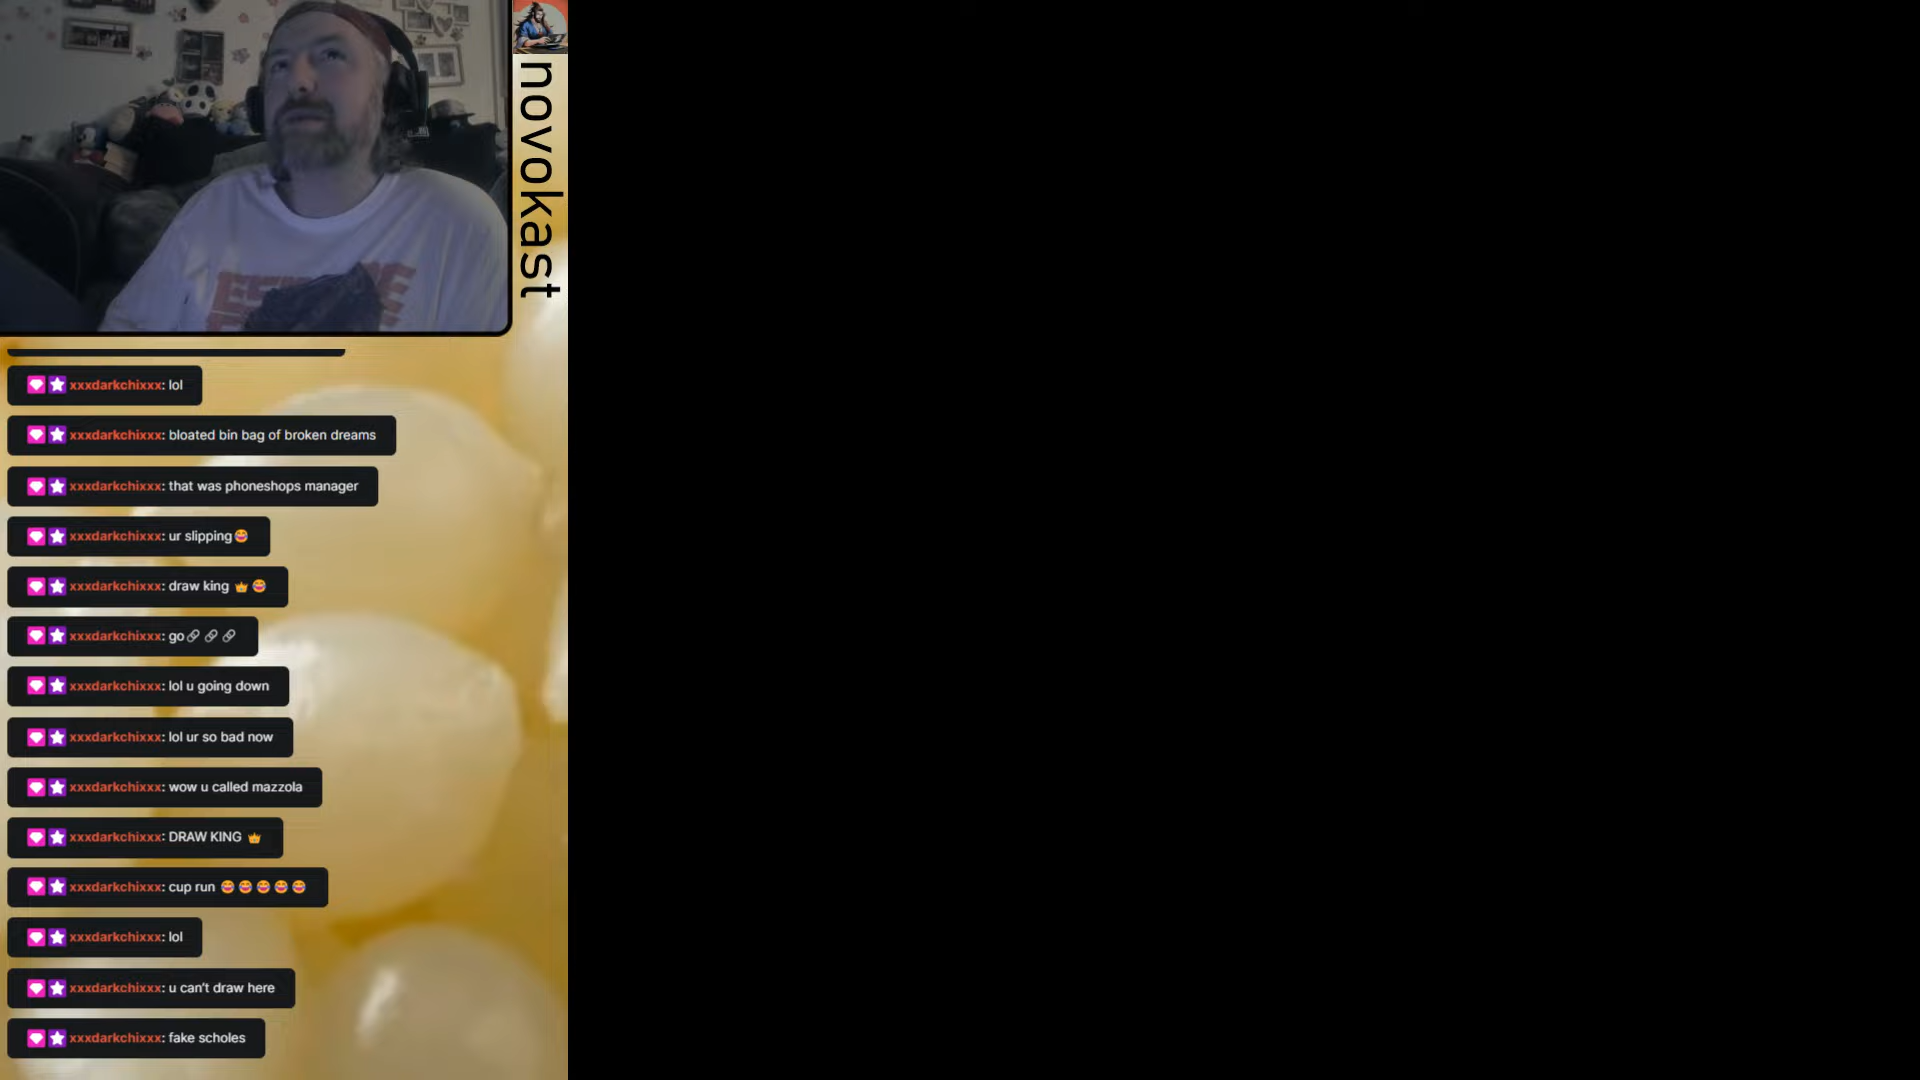 novokast
xxxdarkchixxx: lol
xxxdarkchixxx: bloated bin bag of broken dreams
xxxdarkchixxx: that was phoneshops manager
xxxdarkchixxx: ur slipping😂
xxxdarkchixxx: draw king 👑 😂
xxxdarkchixxx: go🔗 🔗 🔗
xxxdarkchixxx: lol u going down
xxxdarkchixxx: lol ur so bad now
xxxdarkchixxx: wow u called mazzola
xxxdarkchixxx: DRAW KING 👑
xxxdarkchixxx: cup run 😂 😂 😂 😂 😂
xxxdarkchixxx: lol
xxxdarkchixxx: u can't draw here
xxxdarkchixxx: fake scholes